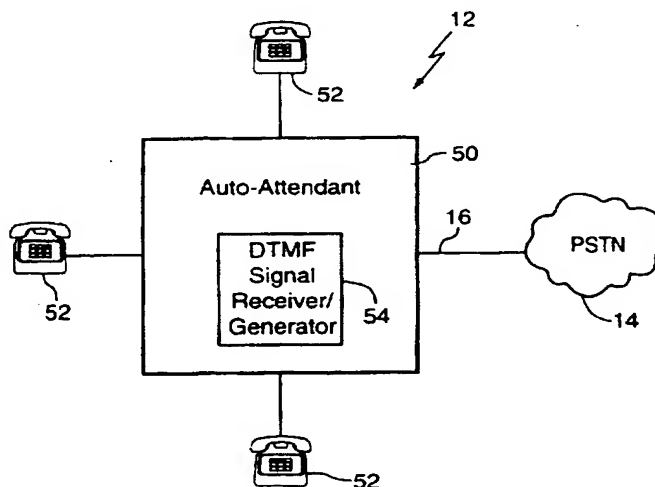 12
52
50
Auto-Attendant
16
PSTN
52
DTMF
Signal
Receiver/
Generator
54
14
52